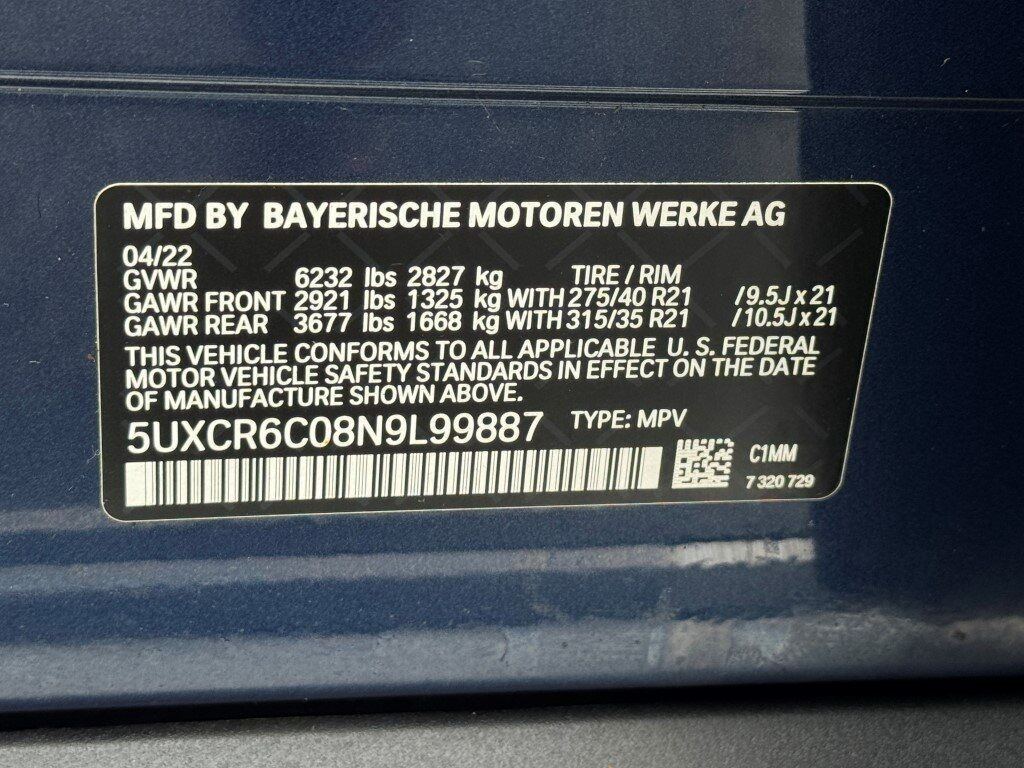 MFD BY BAYERISCHE MOTOREN WERKE AG
04/22
GVWR 6232 lbs 2827 kg TIRE / RIM
GAWR FRONT 2921 lbs 1325 kg WITH 275/40 R21 /9.5J x 21
GAWR REAR 3677 lbs 1668 kg WITH 315/35 R21 /10.5J x 21
THIS VEHICLE CONFORMS TO ALL APPLICABLE U. S. FEDERAL
MOTOR VEHICLE SAFETY STANDARDS IN EFFECT ON THE DATE
OF MANUFACTURE SHOWN ABOVE.
5UXCR6C08N9L99887 TYPE: MPV
C1MM
7 320 729